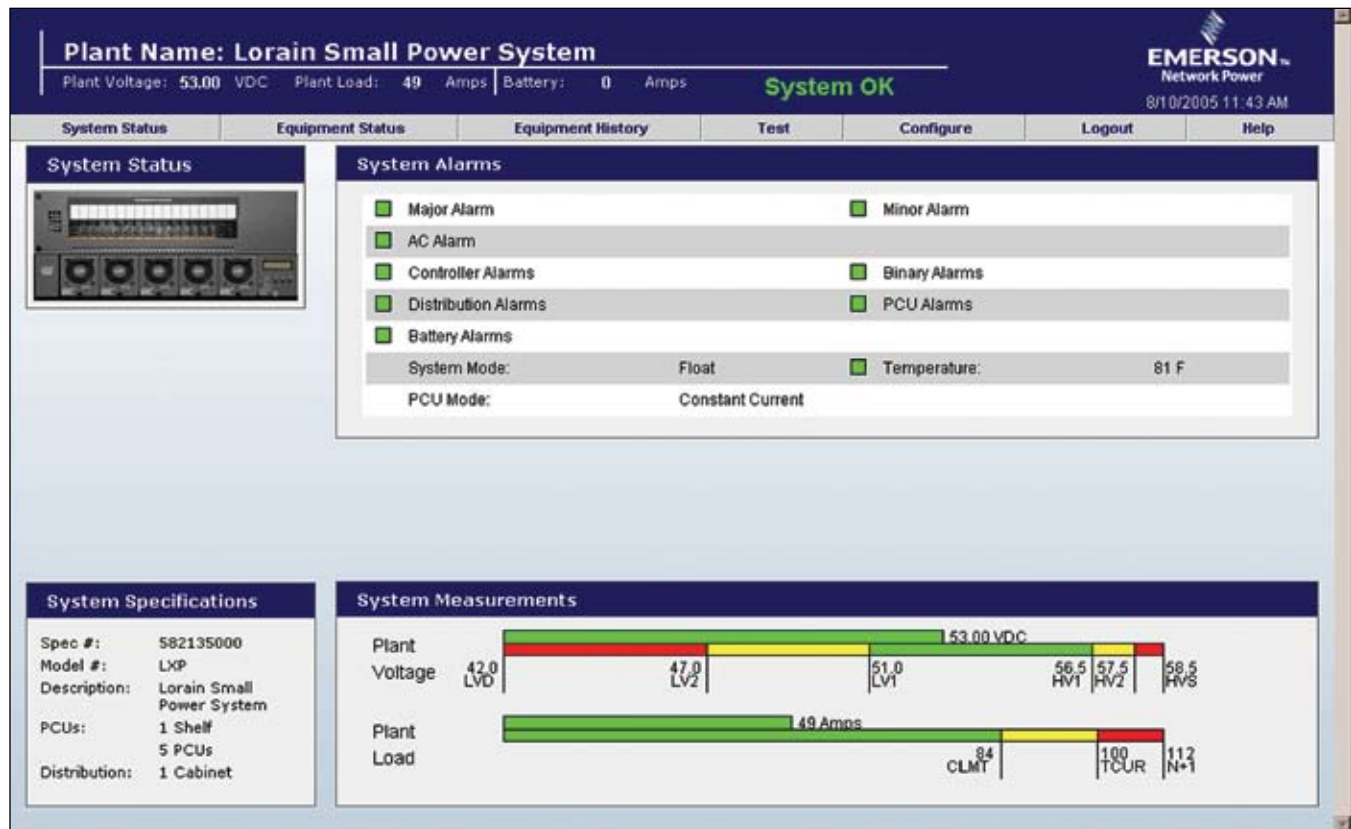 Plant Name: Lorain Small Power System
Plant Voltage: 53.00 VDC Plant Load: 49 Amps Battery: 0 Amps
System OK
EMERSON™
Network Power
8/10/2005 11:43 AM
System Status Equipment Status Equipment History Test Configure Logout Help
System Status
System Alarms
Major Alarm Minor Alarm
AC Alarm
Controller Alarms Binary Alarms
Distribution Alarms PCU Alarms
Battery Alarms
System Mode: Float Temperature: 81 F
PCU Mode: Constant Current
System Specifications
Spec #: 582135000
Model #: LXP
Description: Lorain Small
Power System
PCUs: 1 Shelf
5 PCUs
Distribution: 1 Cabinet
System Measurements
Plant
Voltage
53.00 VDC
42,0 47,0 51,0 56,5 57,5 58,5
LVD LV2 LV1 HV1 HV2 HVS
Plant
Load
49 Amps
84 100 112
CLMT TCUR N+1